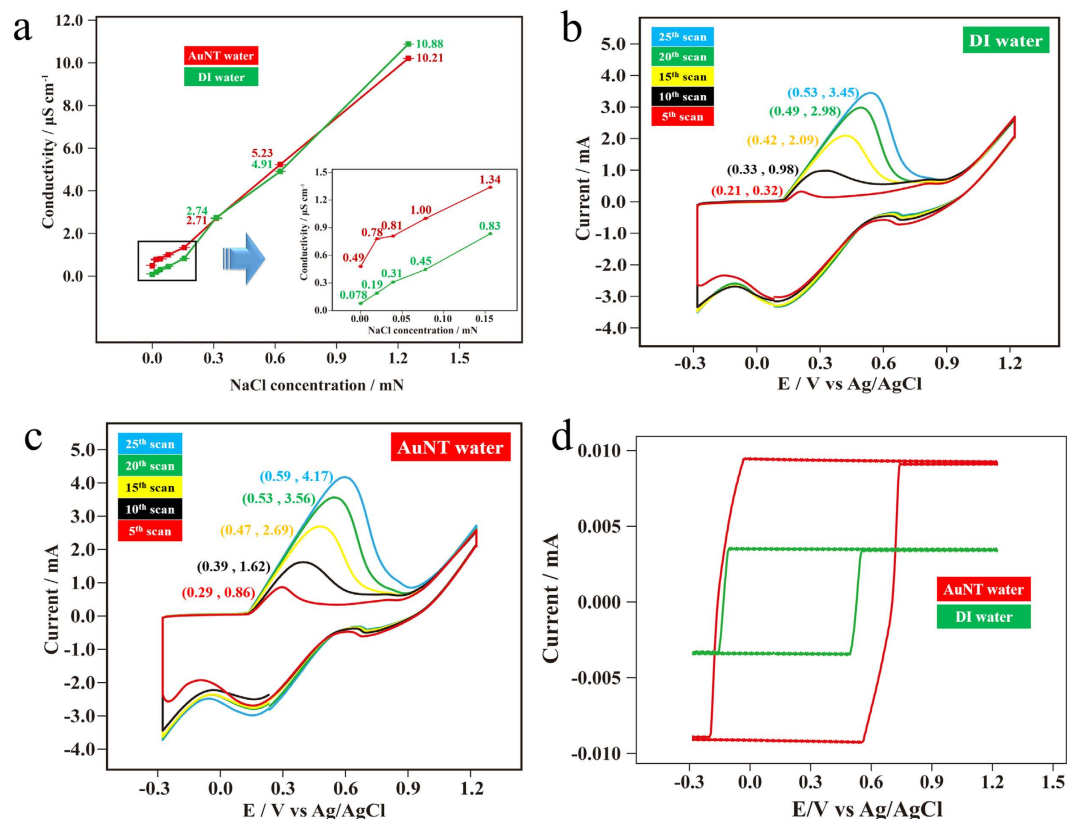 a
12.0
10.0
8.0
6.0
4.0
2.0
0.0
Conductivity / µS cm⁻¹
AuNT water
DI water
10.88
10.21
5.23
4.91
2.74
2.71
0.0 0.3 0.6 0.9 1.2 1.5
NaCl concentration / mN
1.5
1.2
0.9
0.6
0.3
0.0
Conductivity / µS cm⁻¹
0.49
0.78
0.81
1.00
1.34
0.078
0.19
0.31
0.45
0.83
0.00 0.05 0.10 0.15
NaCl concentration / mN
b
25th scan
20th scan
15th scan
10th scan
5th scan
DI water
5.0
4.0
3.0
2.0
1.0
0.0
-1.0
-2.0
-3.0
-4.0
Current / mA
(0.53 , 3.45)
(0.49 , 2.98)
(0.42 , 2.09)
(0.33 , 0.98)
(0.21 , 0.32)
-0.3 0.0 0.3 0.6 0.9 1.2
E / V vs Ag/AgCl
c
25th scan
20th scan
15th scan
10th scan
5th scan
AuNT water
5.0
4.0
3.0
2.0
1.0
0.0
-1.0
-2.0
-3.0
-4.0
Current / mA
(0.59 , 4.17)
(0.53 , 3.56)
(0.47 , 2.69)
(0.39 , 1.62)
(0.29 , 0.86)
-0.3 0.0 0.3 0.6 0.9 1.2
E / V vs Ag/AgCl
d
0.010
0.005
0.000
-0.005
-0.010
Current / mA
AuNT water
DI water
-0.3 0.0 0.3 0.6 0.9 1.2 1.5
E/V vs Ag/AgCl